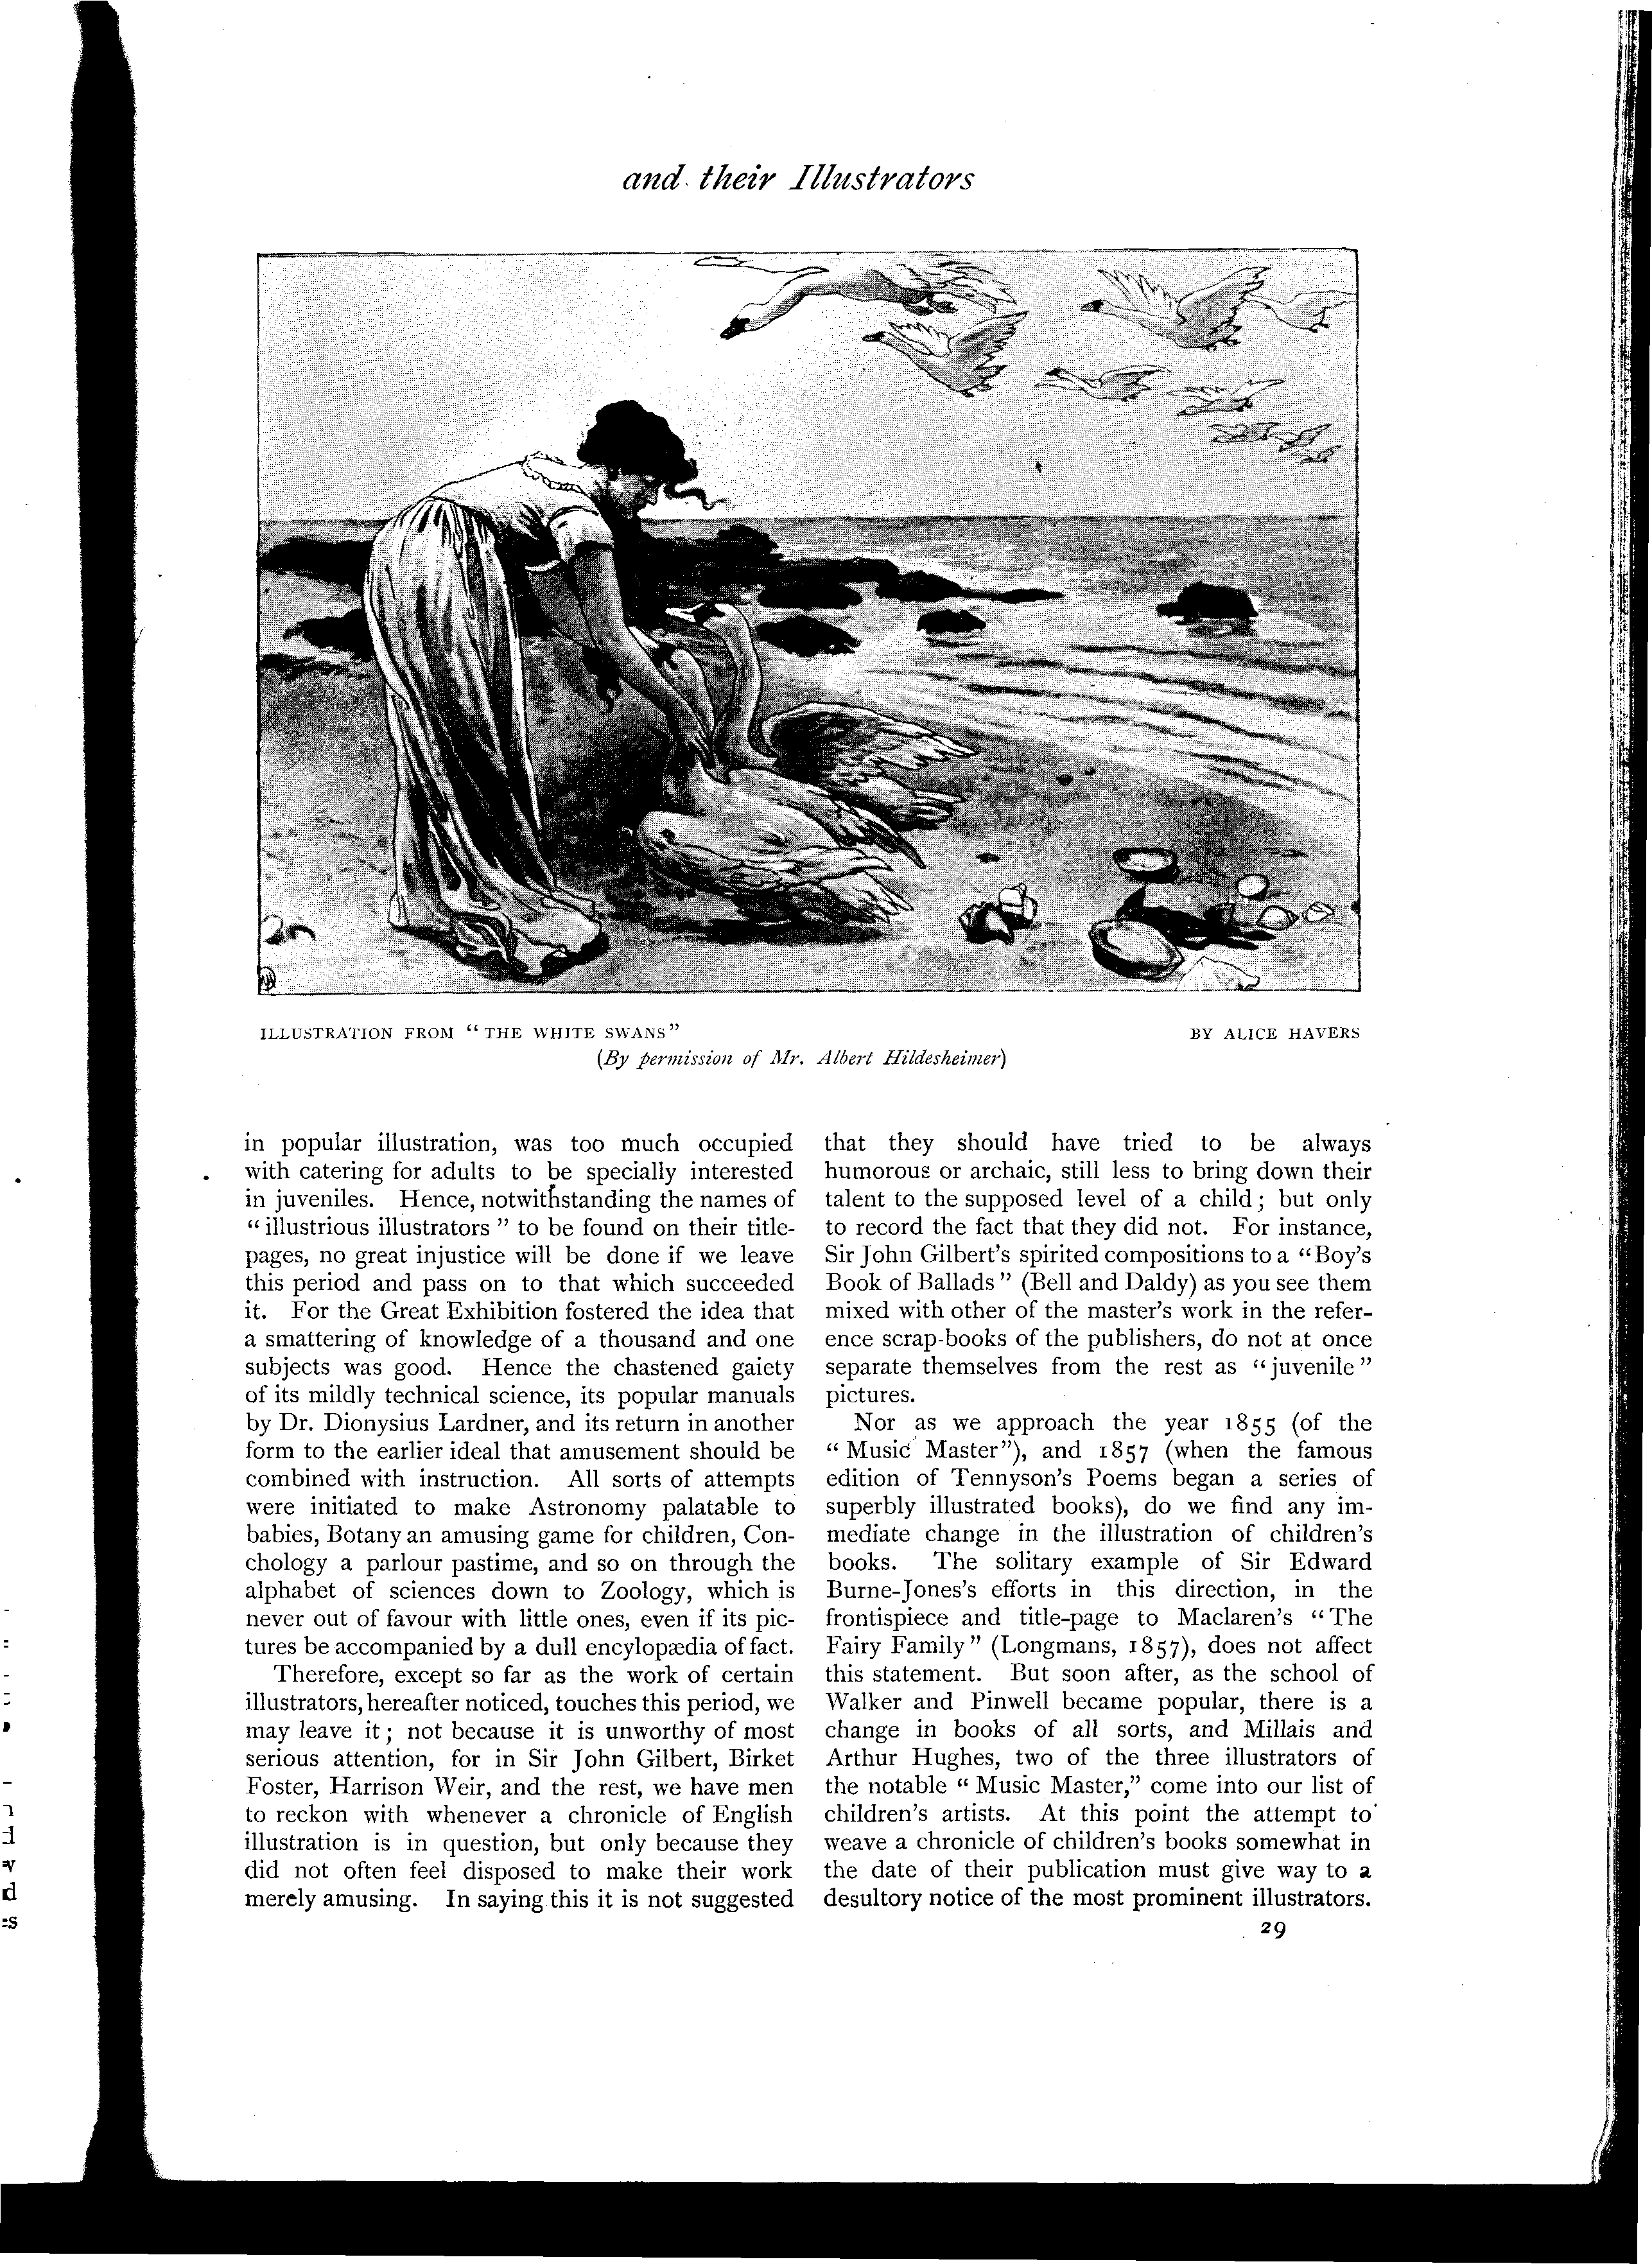 and their Illustrators
ILLUSTRATION FROM “THE WHITE SWANS”
BY ALICE HAVERS
(By permission of Mr. Albert Hildesheimer)
in popular illustration, was too much occupied
with catering for adults to be specially interested
in juveniles. Hence, notwithstanding the names of
“illustrious illustrators” to be found on their title-
pages, no great injustice will be done if we leave
this period and pass on to that which succeeded
it. For the Great Exhibition fostered the idea that
a smattering of knowledge of a thousand and one
subjects was good. Hence the chastened gaiety
of its mildly technical science, its popular manuals
by Dr. Dionysius Lardner, and its return in another
form to the earlier ideal that amusement should be
combined with instruction. All sorts of attempts
were initiated to make Astronomy palatable to
babies, Botany an amusing game for children, Con-
chology a parlour pastime, and so on through the
alphabet of sciences down to Zoology, which is
never out of favour with little ones, even if its pic-
tures be accompanied by a dull encylopædia of fact.
Therefore, except so far as the work of certain
illustrators, hereafter noticed, touches this period, we
may leave it; not because it is unworthy of most
serious attention, for in Sir John Gilbert, Birket
Foster, Harrison Weir, and the rest, we have men
to reckon with whenever a chronicle of English
illustration is in question, but only because they
did not often feel disposed to make their work
merely amusing. In saying this it is not suggested
that they should have tried to be always
humorous or archaic, still less to bring down their
talent to the supposed level of a child; but only
to record the fact that they did not. For instance,
Sir John Gilbert’s spirited compositions to a “Boy’s
Book of Ballads” (Bell and Daldy) as you see them
mixed with other of the master’s work in the refer-
ence scrap-books of the publishers, do not at once
separate themselves from the rest as “juvenile”
pictures.
Nor as we approach the year 1855 (of the
“Music Master”), and 1857 (when the famous
edition of Tennyson’s Poems began a series of
superbly illustrated books), do we find any im-
mediate change in the illustration of children’s
books. The solitary example of Sir Edward
Burne-Jones’s efforts in this direction, in the
frontispiece and title-page to Maclaren’s “The
Fairy Family” (Longmans, 1857), does not affect
this statement. But soon after, as the school of
Walker and Pinwell became popular, there is a
change in books of all sorts, and Millais and
Arthur Hughes, two of the three illustrators of
the notable “Music Master,” come into our list of
children’s artists. At this point the attempt to
weave a chronicle of children’s books somewhat in
the date of their publication must give way to a
desultory notice of the most prominent illustrators.
29